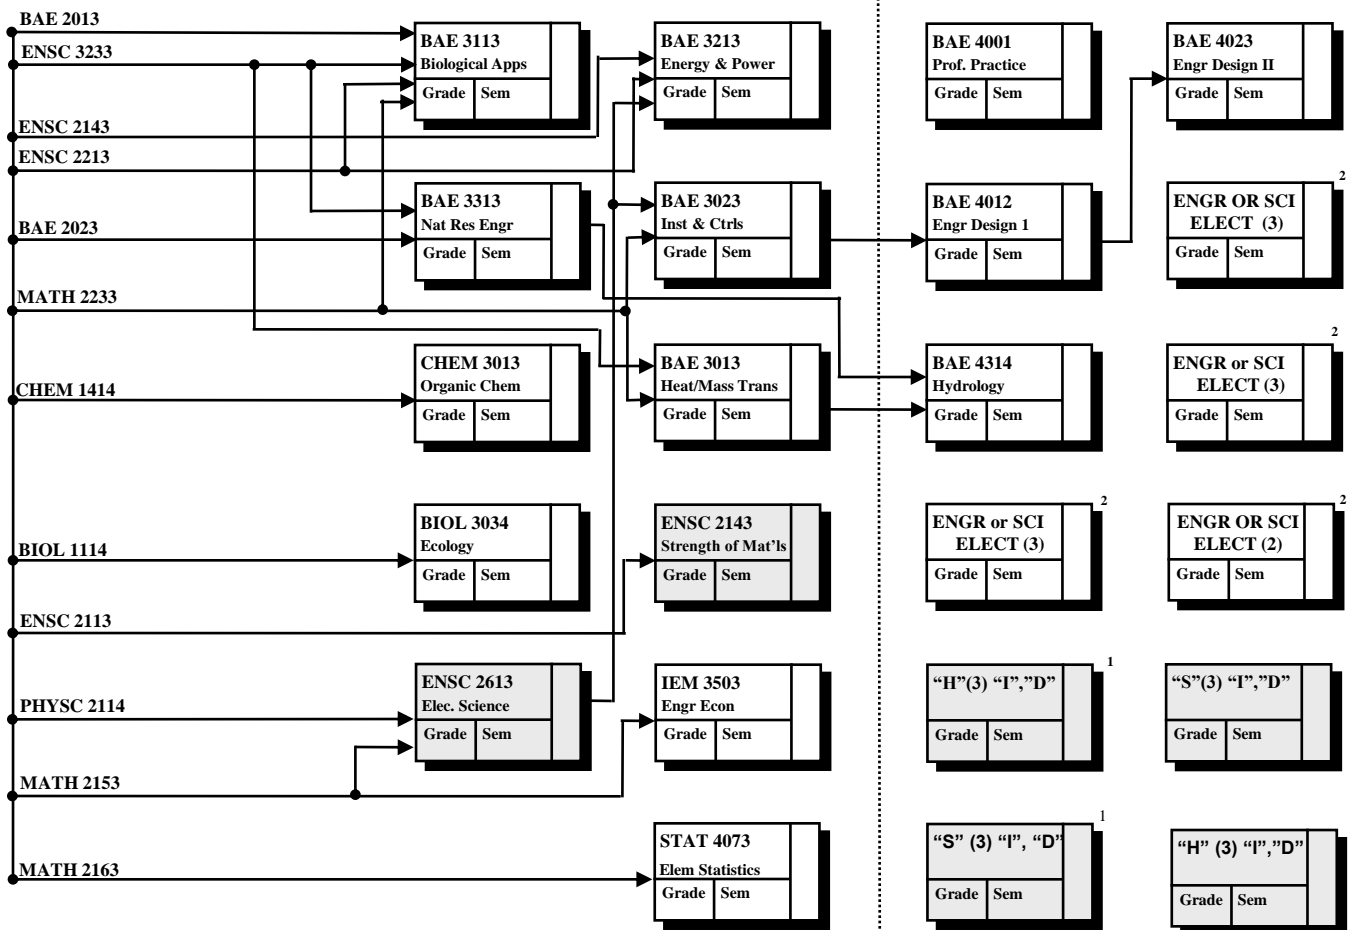 BAE 2013
ENSC 3233
ENSC 2143
ENSC 2213
BAE 2023
MATH 2233
CHEM 1414
BIOL 1114
ENSC 2113
PHYSC 2114
MATH 2153
MATH 2163
BAE 3113
Biological Apps
Grade Sem
BAE 3313
Nat Res Engr
Grade Sem
CHEM 3013
Organic Chem
Grade Sem
BIOL 3034
Ecology
Grade Sem
ENSC 2613
Elec. Science
Grade Sem
BAE 3213
Energy & Power
Grade Sem
BAE 3023
Inst & Ctrls
Grade Sem
BAE 3013
Heat/Mass Trans
Grade Sem
ENSC 2143
Strength of Mat'ls
Grade Sem
IEM 3503
Engr Econ
Grade Sem
STAT 4073
Elem Statistics
Grade Sem
BAE 4001
Prof. Practice
Grade Sem
BAE 4012
Engr Design 1
Grade Sem
BAE 4314
Hydrology
Grade Sem
2
ENGR or SCI
ELECT (3)
Grade Sem
1
“H”(3) “I”,”D”
Grade Sem
1
“S” (3) “I”, “D”
Grade Sem
BAE 4023
Engr Design II
Grade Sem
2
ENGR OR SCI
ELECT (3)
Grade Sem
2
ENGR or SCI
ELECT (3)
Grade Sem
2
ENGR OR SCI
ELECT (2)
Grade Sem
“S”(3) “I”,”D”
Grade Sem
“H” (3) “I”,”D”
Grade Sem